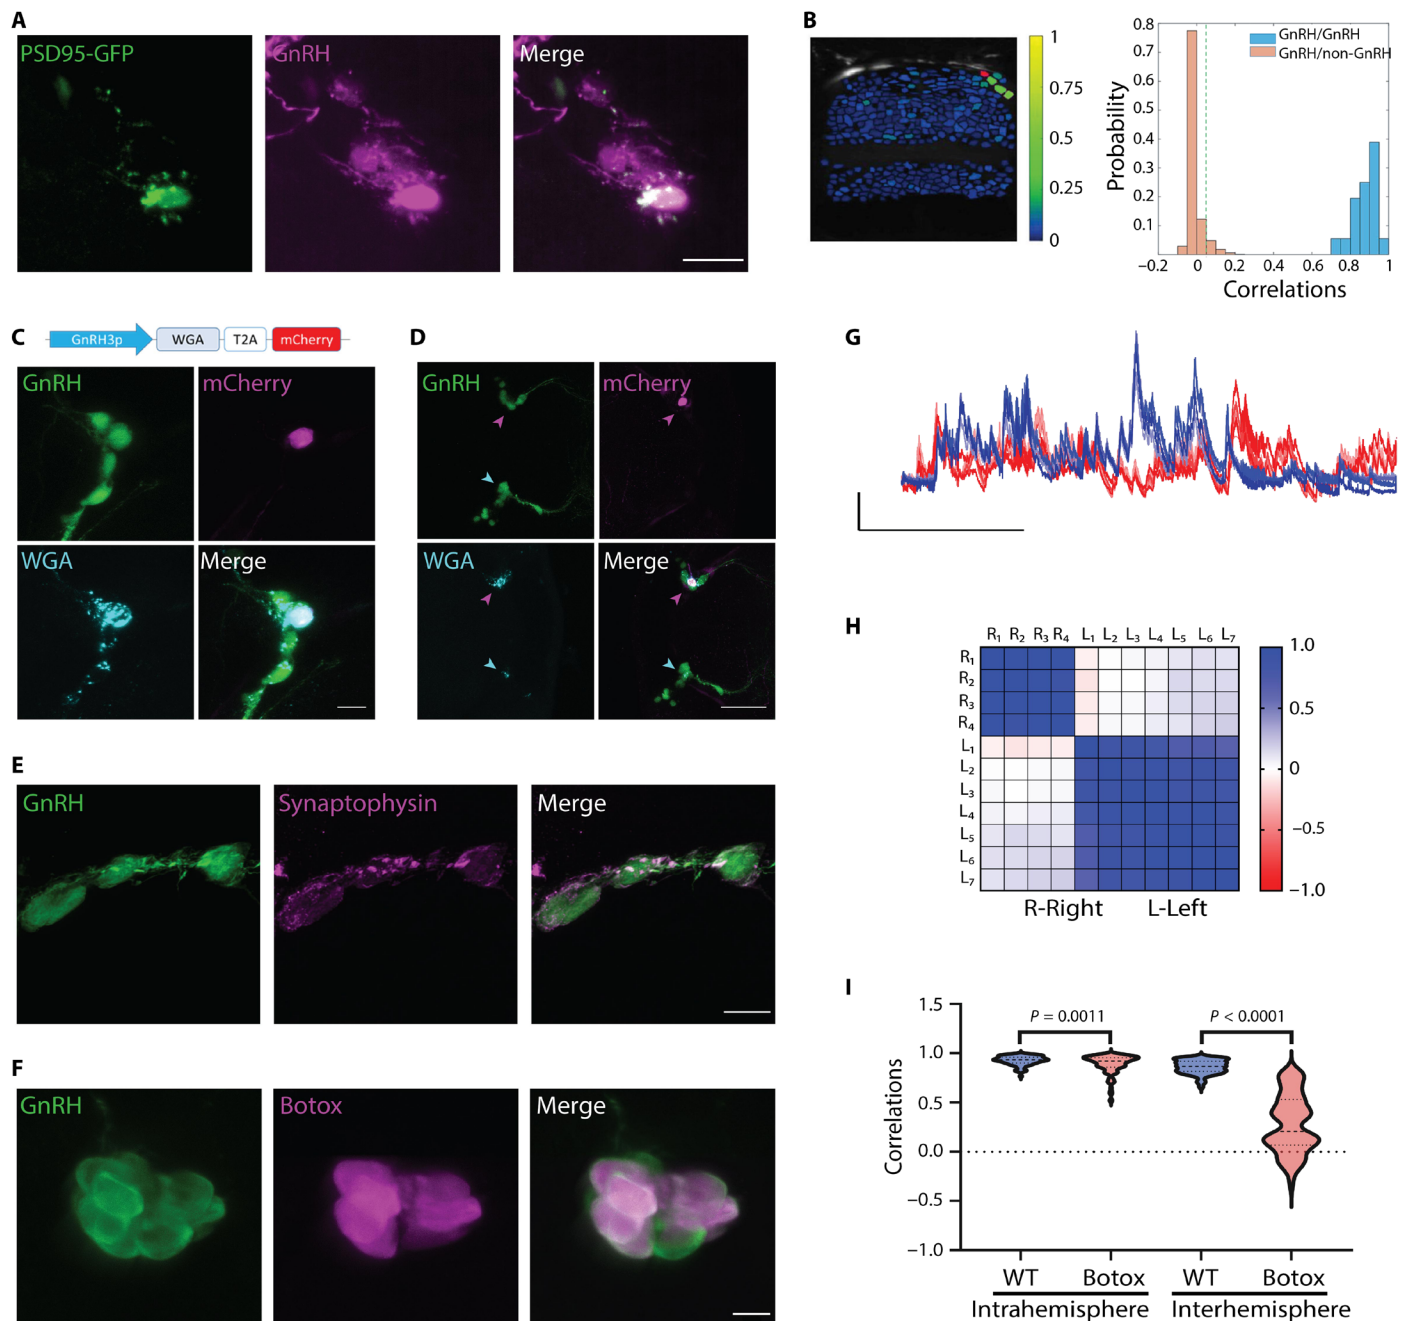 A
PSD95-GFP
GnRH
Merge
B
1
0.75
0.5
0.25
0
Probability
0.8
0.7
0.6
0.5
0.4
0.3
0.2
0.1
GnRH/GnRH
GnRH/non-GnRH
−0.2 0 0.2 0.4 0.6 0.8 1
Correlations
C
GnRH3p WGA T2A mCherry
GnRH
mCherry
WGA
Merge
D
GnRH
mCherry
WGA
Merge
E
GnRH
Synaptophysin
Merge
F
GnRH
Botox
Merge
G
H
R1 R2 R3 R4 L1 L2 L3 L4 L5 L6 L7
R1
R2
R3
R4
L1
L2
L3
L4
L5
L6
L7
R-Right L-Left
1.0
0.5
0
−0.5
−1.0
I
Correlations
1.5
1.0
0.5
0.0
−0.5
−1.0
P = 0.0011
P < 0.0001
WT Botox WT Botox
Intrahemisphere Interhemisphere